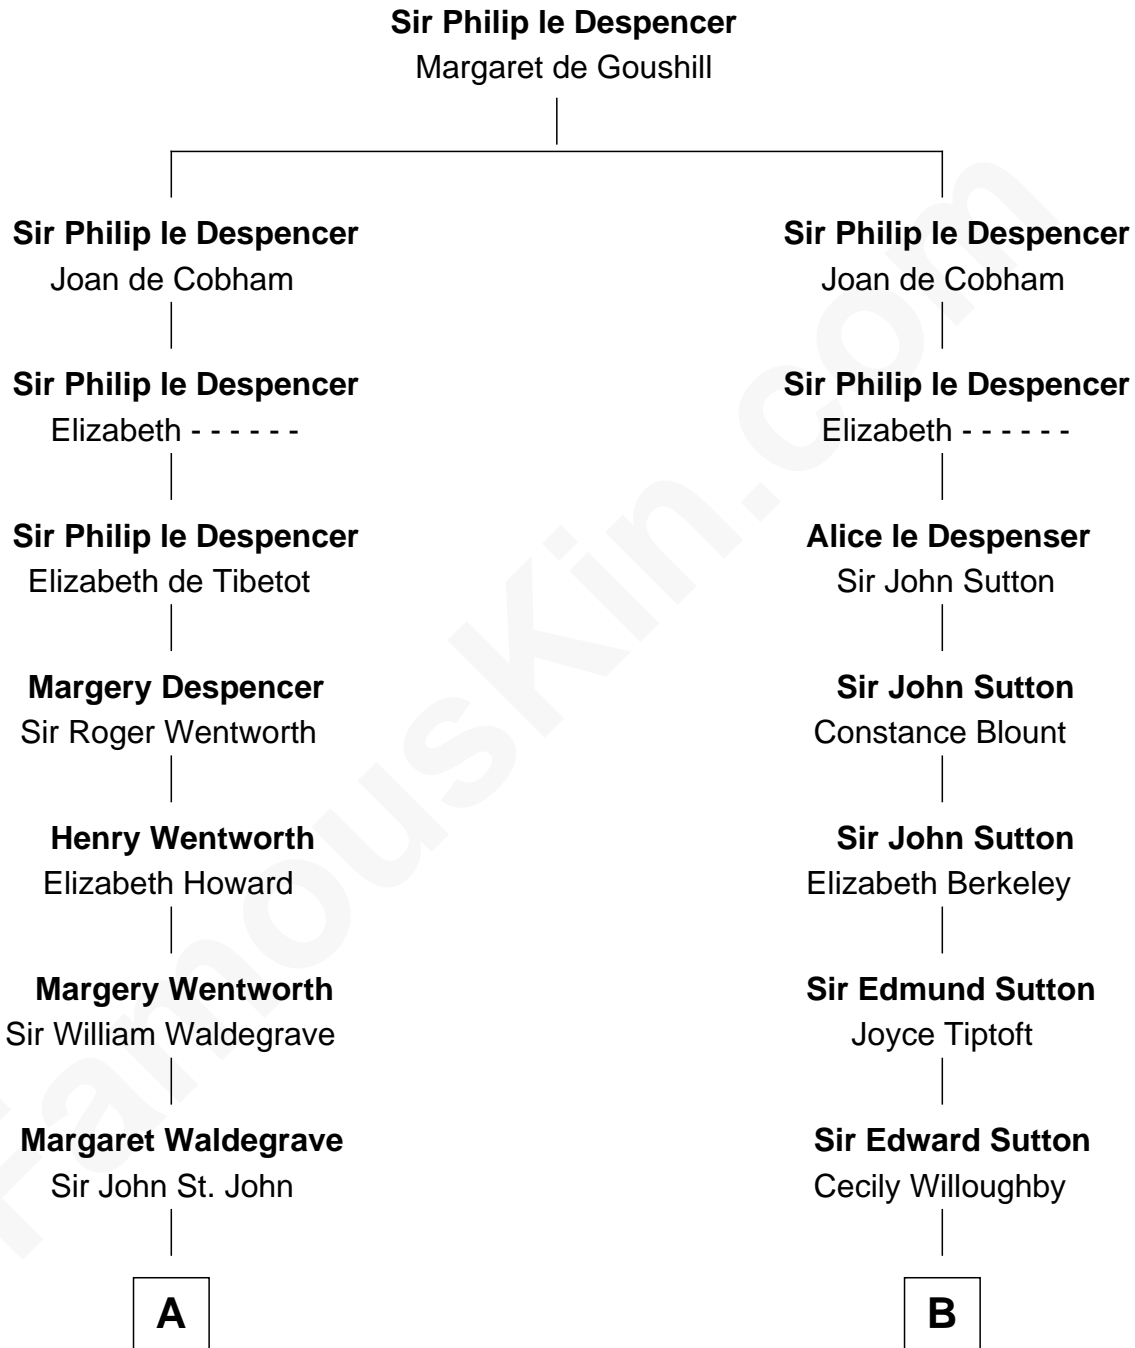 Sir Philip le Despencer
Margaret de Goushill
Sir Philip le Despencer
Joan de Cobham
Sir Philip le Despencer
Joan de Cobham
Sir Philip le Despencer
Elizabeth - - - - - -
Sir Philip le Despencer
Elizabeth - - - - - -
Sir Philip le Despencer
Elizabeth de Tibetot
Alice le Despenser
Sir John Sutton
Margery Despencer
Sir Roger Wentworth
Sir John Sutton
Constance Blount
Henry Wentworth
Elizabeth Howard
Sir John Sutton
Elizabeth Berkeley
Margery Wentworth
Sir William Waldegrave
Sir Edmund Sutton
Joyce Tiptoft
Margaret Waldegrave
Sir John St. John
Sir Edward Sutton
Cecily Willoughby
A
B
FamousKin.com